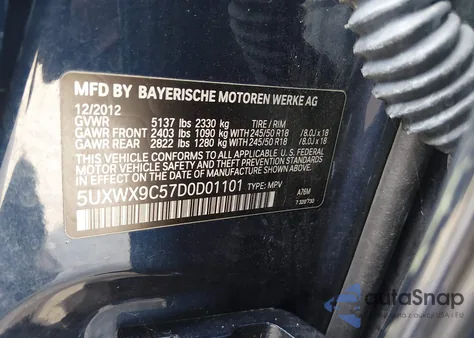 MFD BY BAYERISCHE MOTOREN WERKE AG
12/2012
GVWR 5137 lbs 2330 kg TIRE / RIM
GAWR FRONT 2403 lbs 1090 kg WITH 245/50 R18 / 8.0J x 18
GAWR REAR 2822 lbs 1280 kg WITH 245/50 R18 / 8.0J x 18
THIS VEHICLE CONFORMS TO ALL APPLICABLE FEDERAL
MOTOR VEHICLE SAFETY AND THEFT PREVENTION
STANDARDS IN EFFECT ON THE DATE OF
MANUFACTURE SHOWN ABOVE.
5UXWX9C57D0D01101 TYPE: MPV
A76M
autoSnap